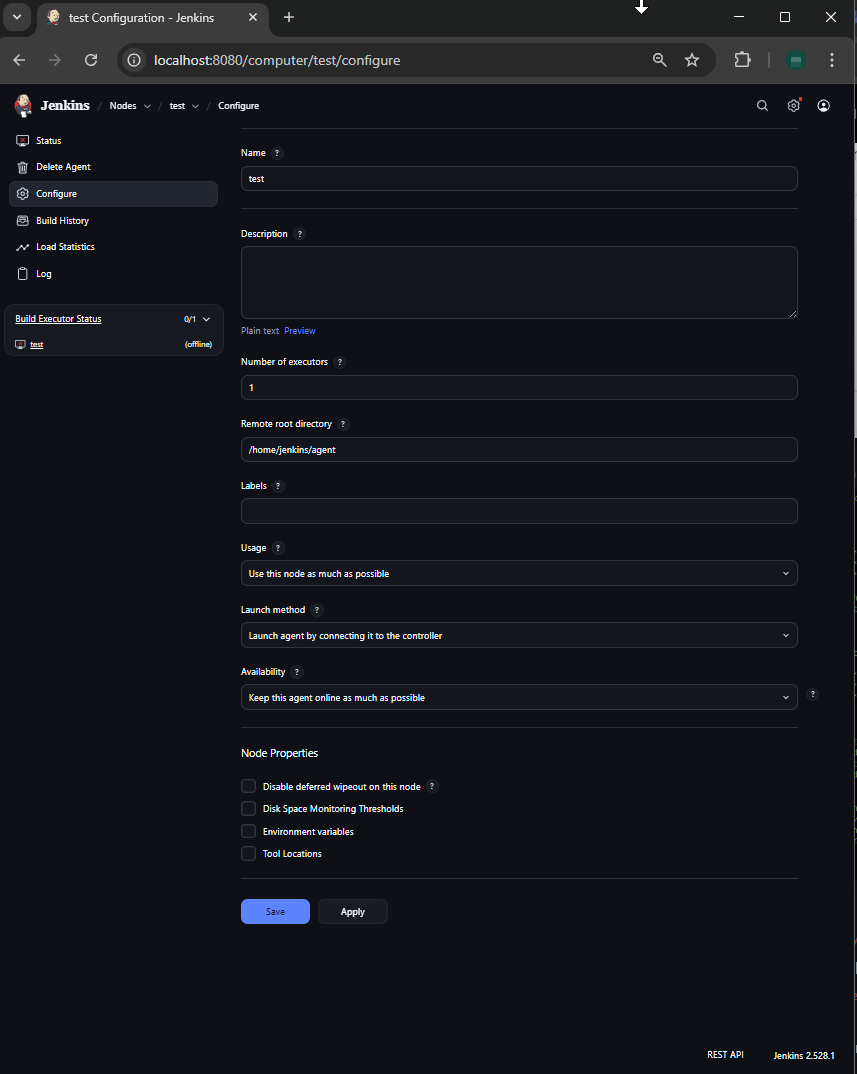 test Configuration - Jenkins
localhost:8080/computer/test/configure
Jenkins / Nodes / test / Configure
Status
Delete Agent
Configure
Build History
Load Statistics
Log
Build Executor Status 0/1
test (offline)
Name ?
test
Description ?
Plain text Preview
Number of executors ?
1
Remote root directory ?
/home/jenkins/agent
Labels ?
Usage ?
Use this node as much as possible
Launch method ?
Launch agent by connecting it to the controller
Availability ?
Keep this agent online as much as possible
?
Node Properties
Disable deferred wipeout on this node ?
Disk Space Monitoring Thresholds
Environment variables
Tool Locations
Save Apply
REST API Jenkins 2.528.1